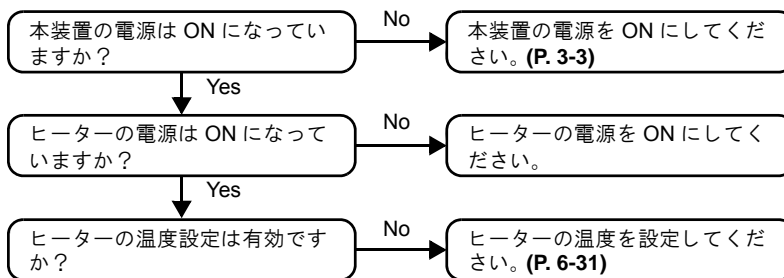 本装置の電源は ON になってい
ますか？
No
本装置の電源を ON にしてくだ
さい。(P. 3-3)
Yes
ヒーターの電源は ON になって
いますか？
No
ヒーターの電源を ON にしてく
ださい。
Yes
ヒーターの温度設定は有効です
か？
No
ヒーターの温度を設定してくだ
さい。(P. 6-31)